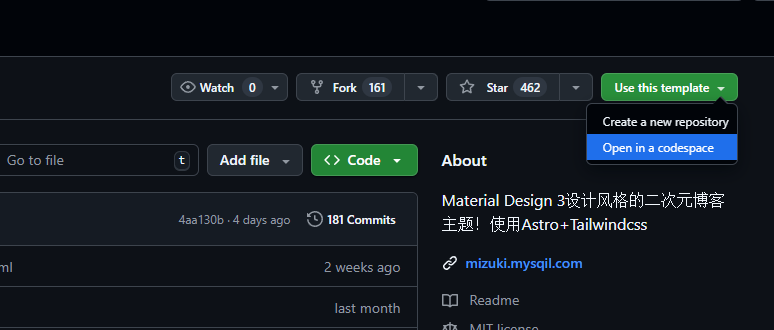 Watch 0
Fork 161
Star 462
Use this template
Create a new repository
Open in a codespace
Go to file
t
Add file
Code
About
4aa130b · 4 days ago
181 Commits
Material Design 3设计风格的二次元博客
主题！使用Astro+Tailwindcss
ml
2 weeks ago
mizuki.mysqil.com
last month
Readme
MIT license